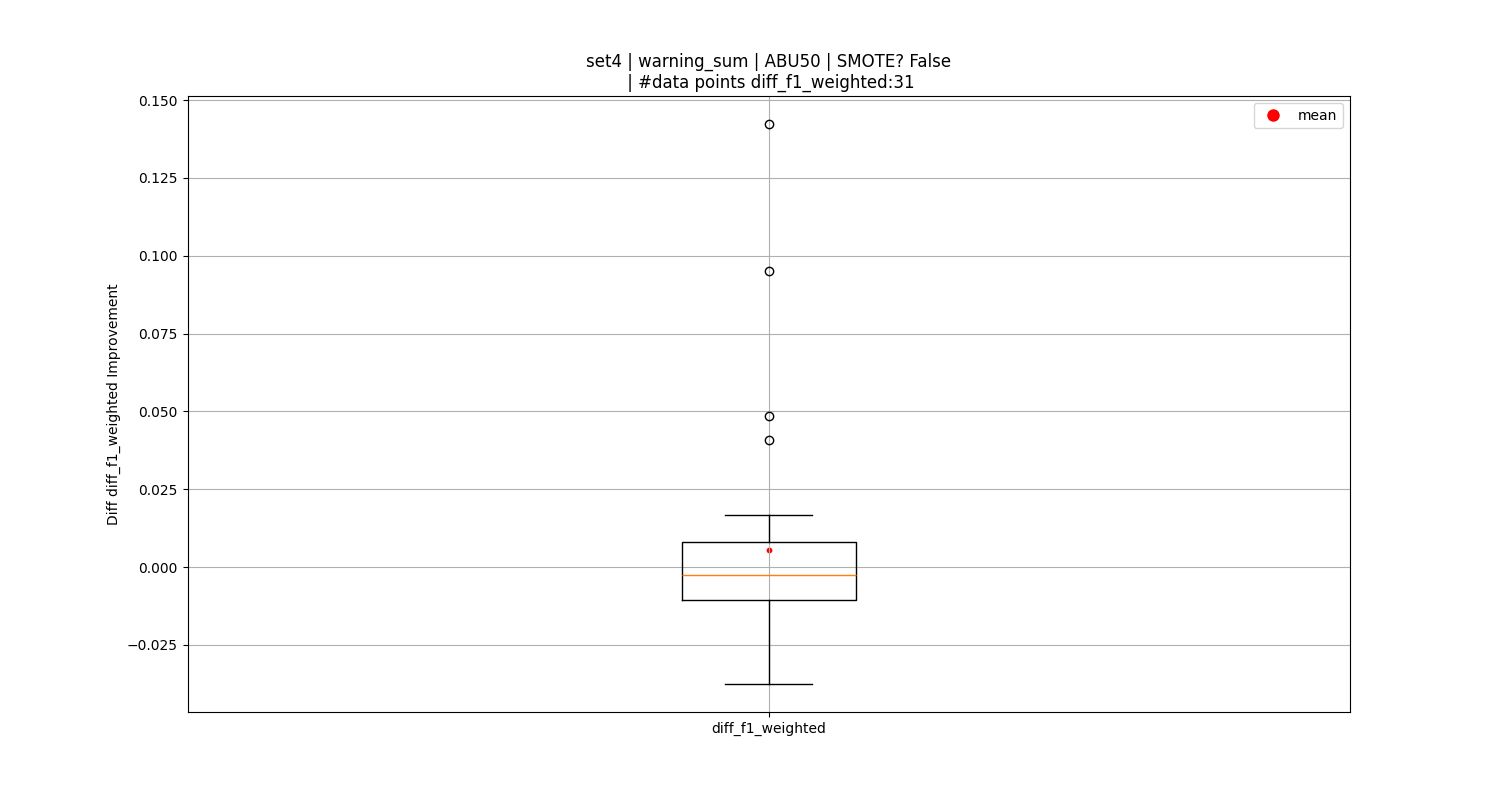 set4 | warning_sum | ABU50 | SMOTE? False
| #data points diff_f1_weighted:31
mean
0.150
0.125
0.100
0.075
0.050
0.025
0.000
−0.025
Diff diff_f1_weighted Improvement
diff_f1_weighted